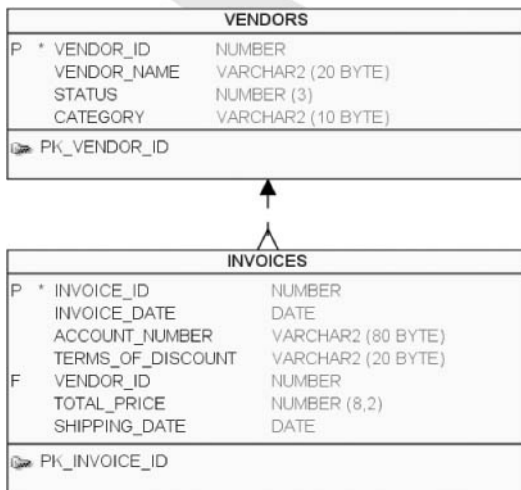 VENDORS
P * VENDOR_ID NUMBER
VENDOR_NAME VARCHAR2 (20 BYTE)
STATUS NUMBER (3)
CATEGORY VARCHAR2 (10 BYTE)
PK_VENDOR_ID
INVOICES
P * INVOICE_ID NUMBER
INVOICE_DATE DATE
ACCOUNT_NUMBER VARCHAR2 (80 BYTE)
TERMS_OF_DISCOUNT VARCHAR2 (20 BYTE)
F VENDOR_ID NUMBER
TOTAL_PRICE NUMBER (8,2)
SHIPPING_DATE DATE
PK_INVOICE_ID